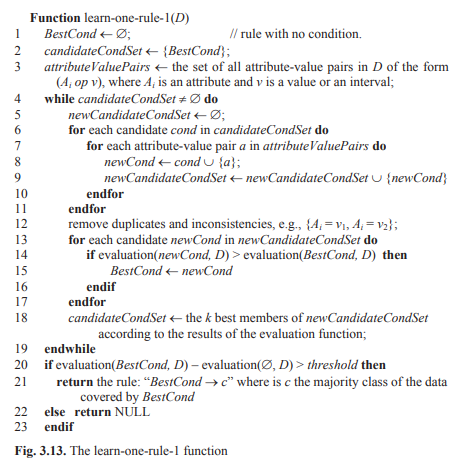 Function learn-one-rule-1(D)
1 BestCond ← ∅; // rule with no condition.
2 candidateCondSet ← {BestCond};
3 attributeValuePairs ← the set of all attribute-value pairs in D of the form
(Ai op v), where Ai is an attribute and v is a value or an interval;
4 while candidateCondSet ≠ ∅ do
5 newCandidateCondSet ← ∅;
6 for each candidate cond in candidateCondSet do
7 for each attribute-value pair a in attributeValuePairs do
8 newCond ← cond ∪ {a};
9 newCandidateCondSet ← newCandidateCondSet ∪ {newCond}
10 endfor
11 endfor
12 remove duplicates and inconsistencies, e.g., {Ai = v1, Ai = v2};
13 for each candidate newCond in newCandidateCondSet do
14 if evaluation(newCond, D) > evaluation(BestCond, D) then
15 BestCond ← newCond
16 endif
17 endfor
18 candidateCondSet ← the k best members of newCandidateCondSet
according to the results of the evaluation function;
19 endwhile
20 if evaluation(BestCond, D) – evaluation(∅, D) > threshold then
21 return the rule: “BestCond → c” where is c the majority class of the data
covered by BestCond
22 else return NULL
23 endif
Fig. 3.13. The learn-one-rule-1 function